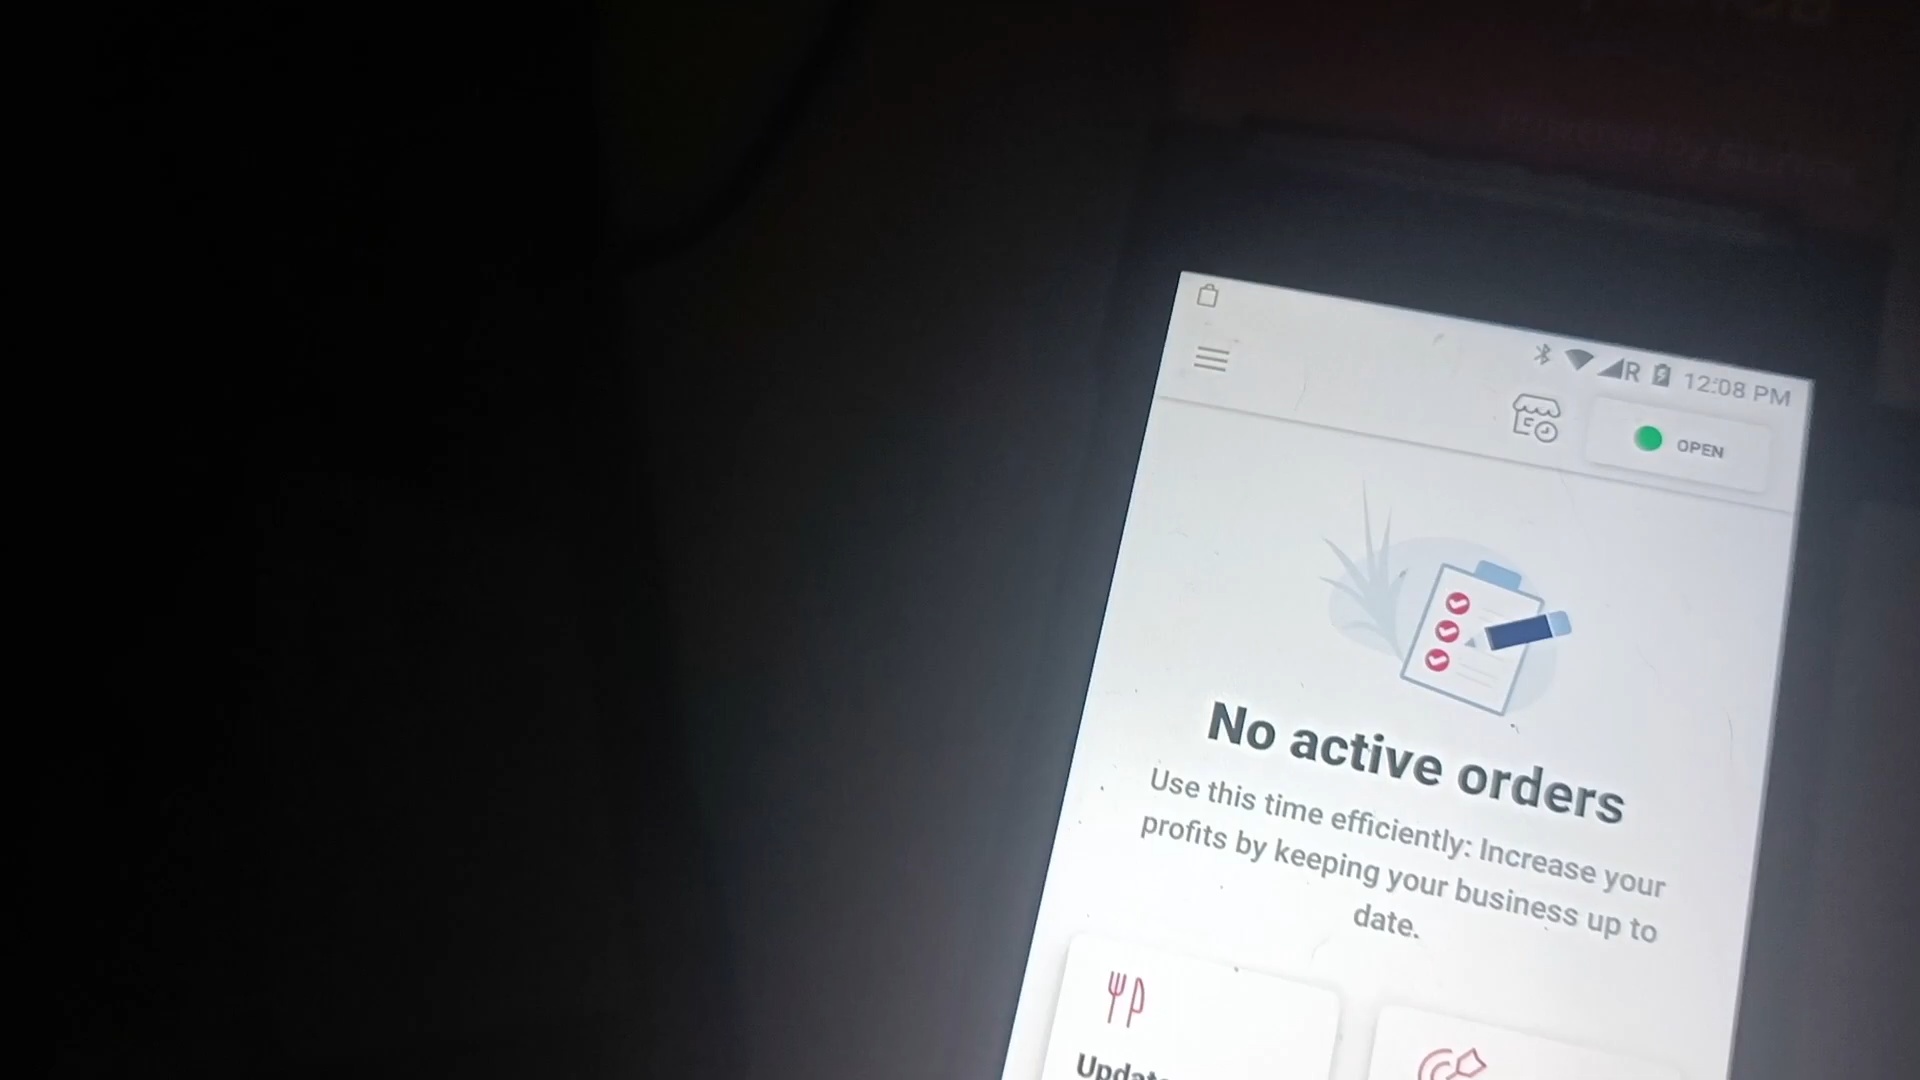 R 12:08 PM
OPEN
No active orders
Use this time efficiently: Increase your
profits by keeping your business up to
date.